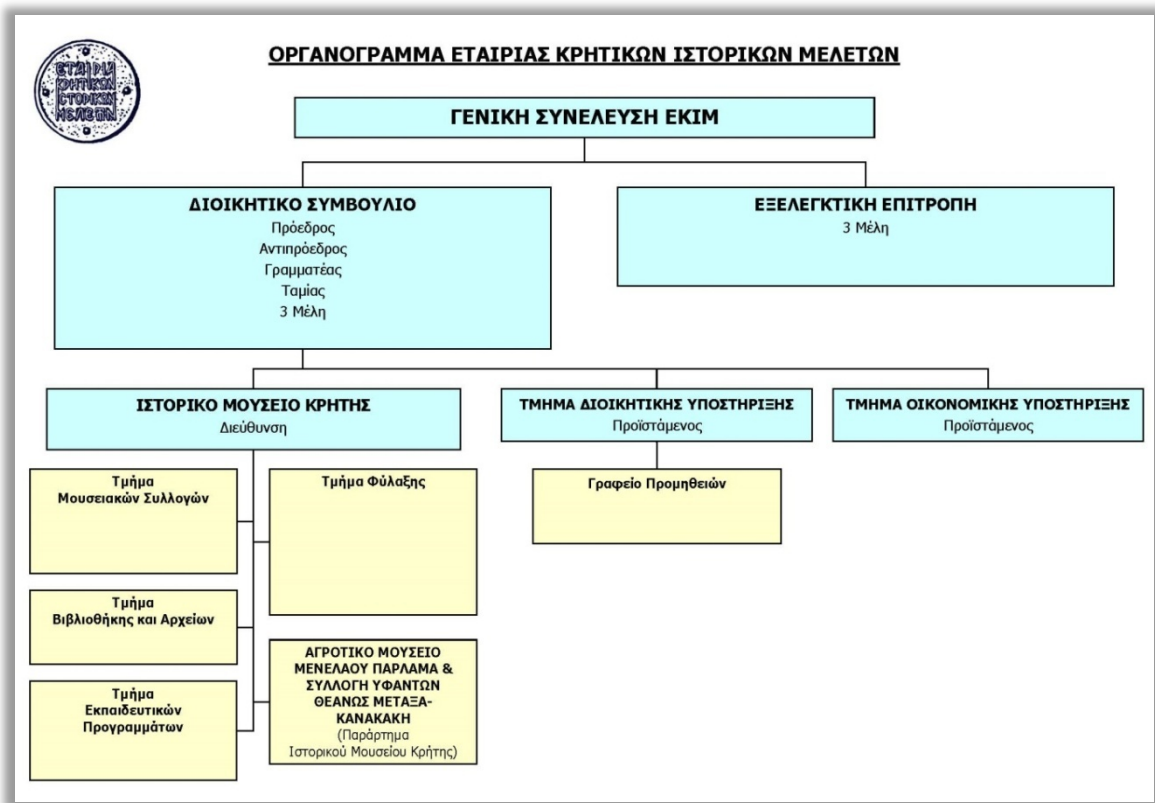 ΕΤΑΙΡΙΑ
ΚΡΗΤΙΚΩΝ
ΙΣΤΟΡΙΚΩΝ
ΜΕΛΕΤΩΝ
ΟΡΓΑΝΟΓΡΑΜΜΑ ΕΤΑΙΡΙΑΣ ΚΡΗΤΙΚΩΝ ΙΣΤΟΡΙΚΩΝ ΜΕΛΕΤΩΝ
ΓΕΝΙΚΗ ΣΥΝΕΛΕΥΣΗ ΕΚΙΜ
ΔΙΟΙΚΗΤΙΚΟ ΣΥΜΒΟΥΛΙΟ
Πρόεδρος
Αντιπρόεδρος
Γραμματέας
Ταμίας
3 Μέλη
ΕΞΕΛΕΓΚΤΙΚΗ ΕΠΙΤΡΟΠΗ
3 Μέλη
ΙΣΤΟΡΙΚΟ ΜΟΥΣΕΙΟ ΚΡΗΤΗΣ
Διεύθυνση
ΤΜΗΜΑ ΔΙΟΙΚΗΤΙΚΗΣ ΥΠΟΣΤΗΡΙΞΗΣ
Προϊστάμενος
ΤΜΗΜΑ ΟΙΚΟΝΟΜΙΚΗΣ ΥΠΟΣΤΗΡΙΞΗΣ
Προϊστάμενος
Τμήμα
Μουσειακών Συλλογών
Τμήμα Φύλαξης
Γραφείο Προμηθειών
Τμήμα
Βιβλιοθήκης και Αρχείων
Τμήμα
Εκπαιδευτικών
Προγραμμάτων
ΑΓΡΟΤΙΚΟ ΜΟΥΣΕΙΟ
ΜΕΝΕΛΑΟΥ ΠΑΡΛΑΜΑ &
ΣΥΛΛΟΓΗ ΥΦΑΝΤΩΝ
ΘΕΑΝΩΣ ΜΕΤΑΞΑ-
ΚΑΝΑΚΑΚΗ
(Παράρτημα
Ιστορικού Μουσείου Κρήτης)